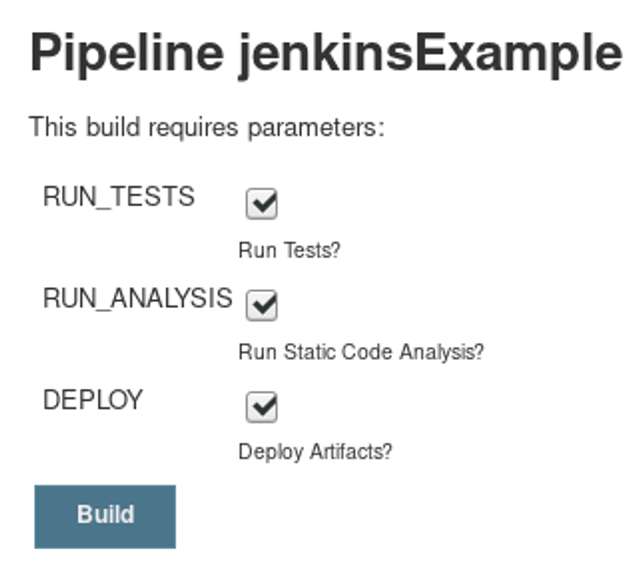 Pipeline jenkinsExample
This build requires parameters:
RUN_TESTS
Run Tests?
RUN_ANALYSIS
Run Static Code Analysis?
DEPLOY
Deploy Artifacts?
Build